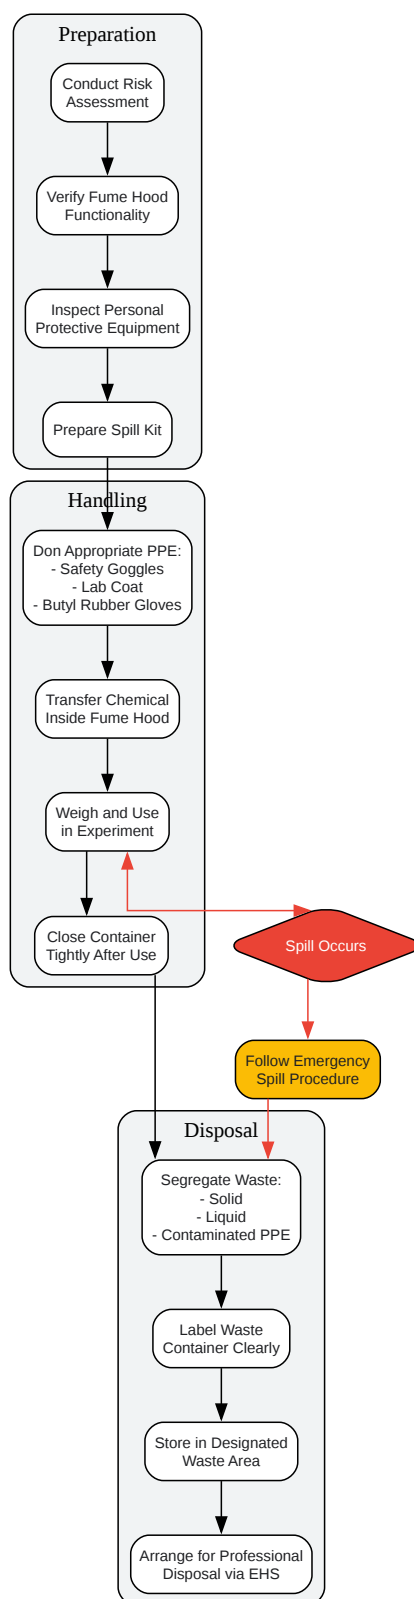 Preparation
Conduct Risk
Assessment
Verify Fume Hood
Functionality
Inspect Personal
Protective Equipment
Prepare Spill Kit
Handling
Don Appropriate PPE:
- Safety Goggles
- Lab Coat
- Butyl Rubber Gloves
Transfer Chemical
Inside Fume Hood
Weigh and Use
in Experiment
Close Container
Tightly After Use
Spill Occurs
Follow Emergency
Spill Procedure
Disposal
Segregate Waste:
- Solid
- Liquid
- Contaminated PPE
Label Waste
Container Clearly
Store in Designated
Waste Area
Arrange for Professional
Disposal via EHS